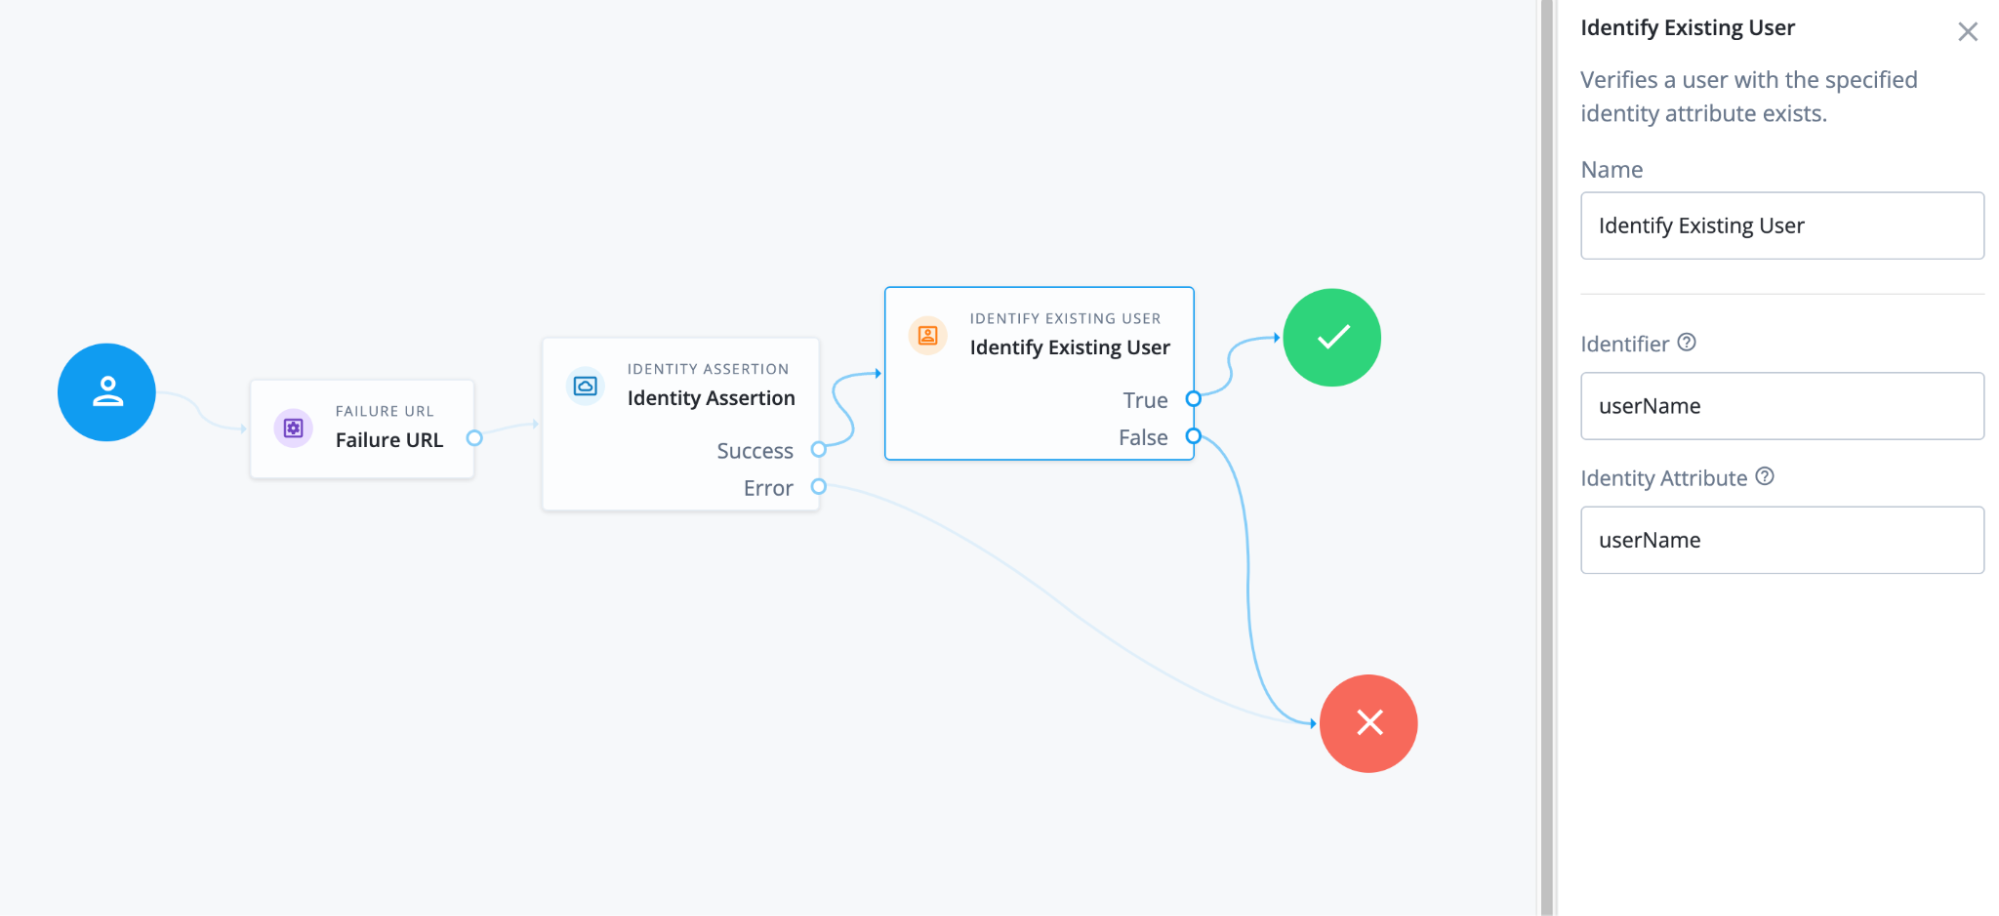 FAILURE URL
Failure URL
IDENTITY ASSERTION
Identity Assertion
Success
Error
IDENTIFY EXISTING USER
Identify Existing User
True
False
Identify Existing User
Verifies a user with the specified
identity attribute exists.
Name
Identify Existing User
Identifier
userName
Identity Attribute
userName